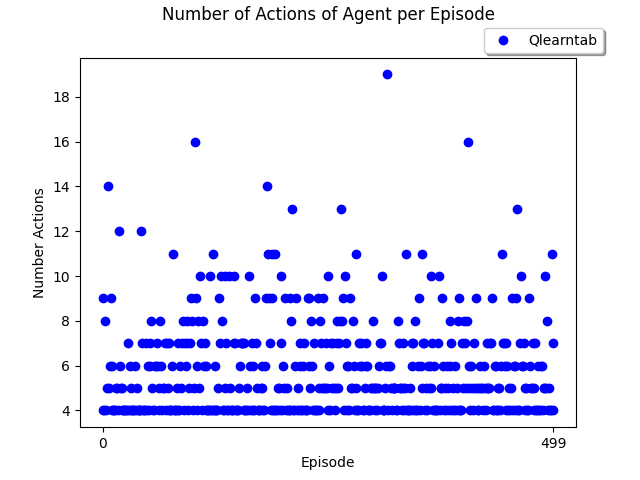 Number of Actions of Agent per Episode
Qlearntab
18
16
14
12
10
8
6
4
Number Actions
0
499
Episode